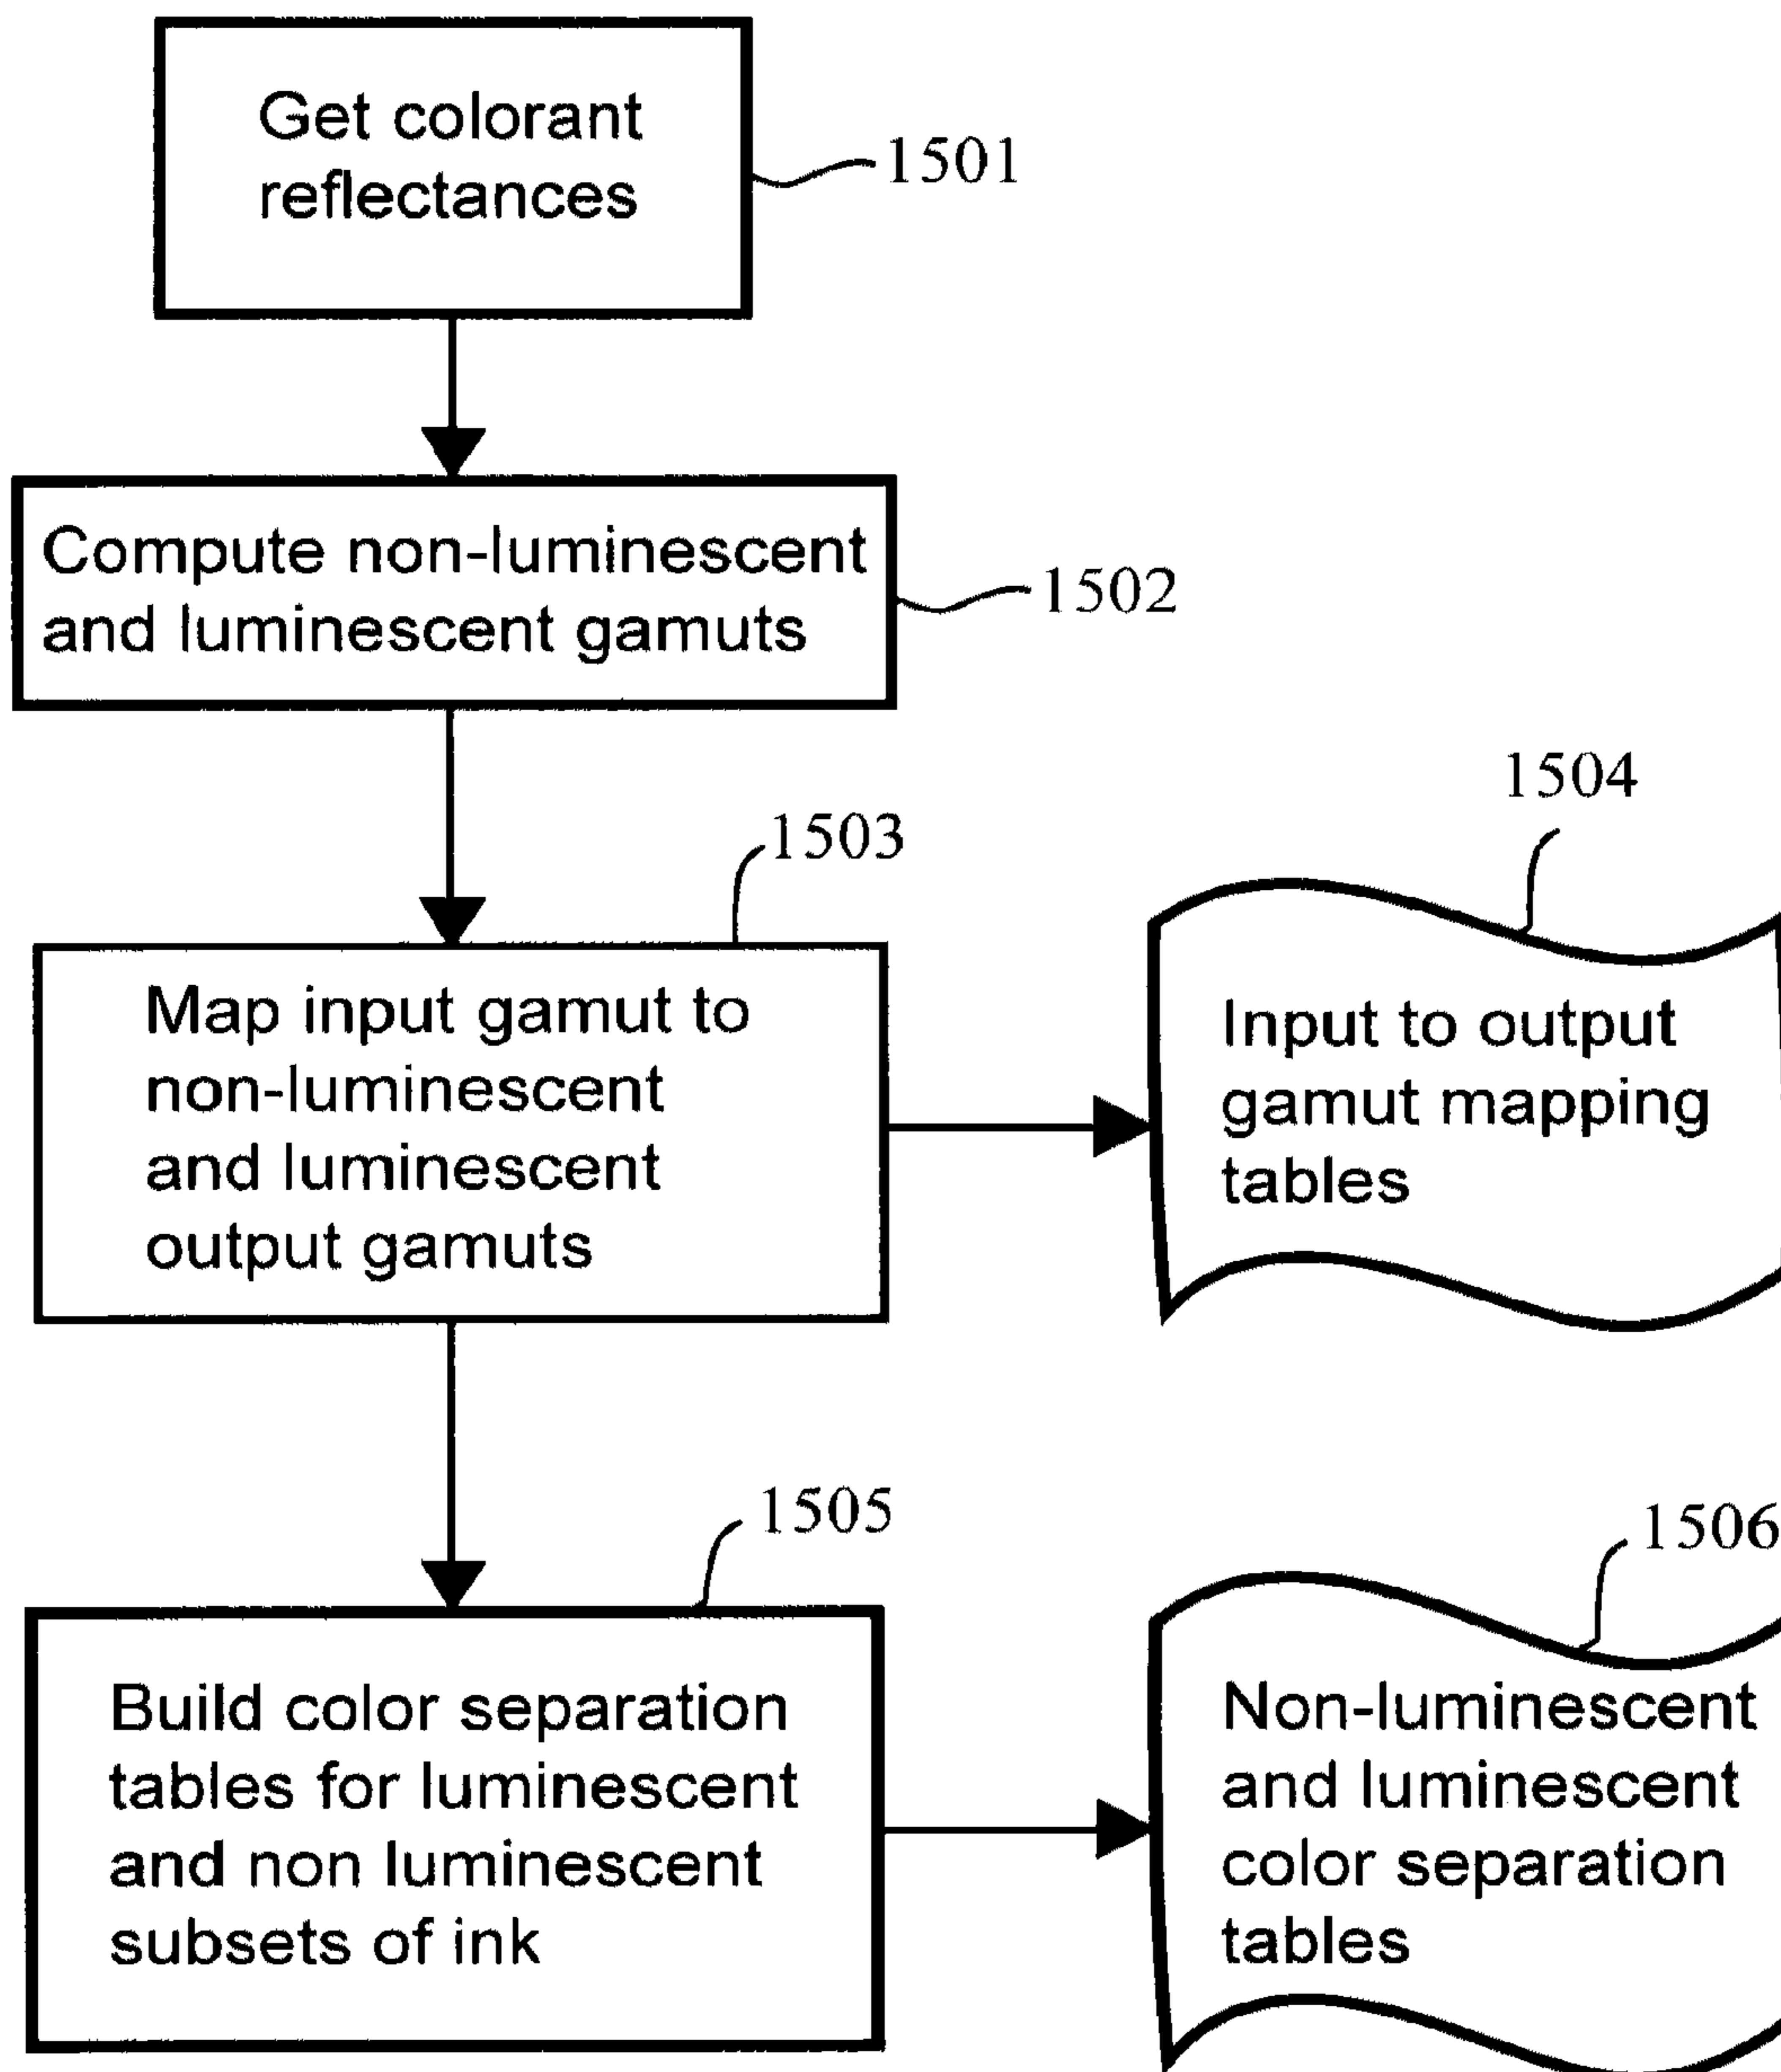 Get colorant
reflectances
1501
Compute non-luminescent
and luminescent gamuts
1502
1503
Map input gamut to
non-luminescent
and luminescent
output gamuts
1504
Input to output
gamut mapping
tables
1505
Build color separation
tables for luminescent
and non luminescent
subsets of ink
1506
Non-luminescent
and luminescent
color separation
tables